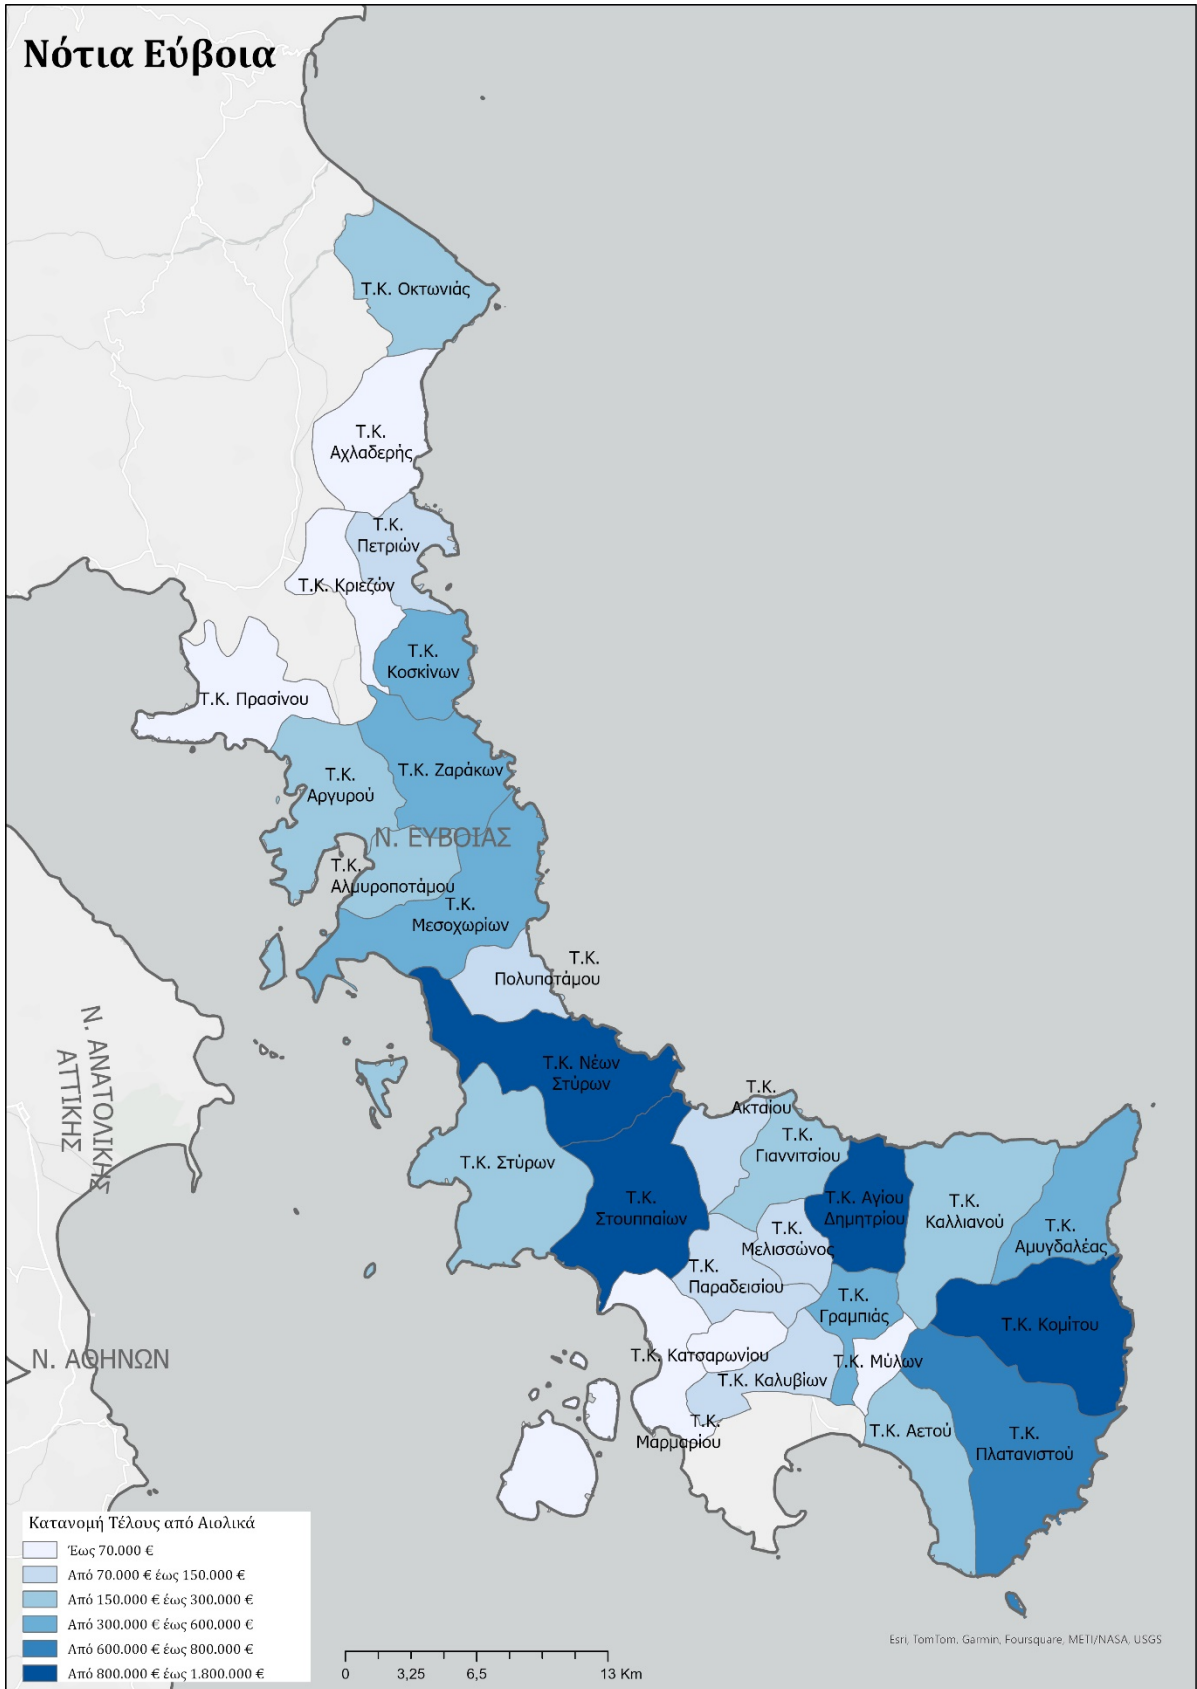 Νότια Εύβοια
Τ.Κ. Οκτωνιάς
Τ.Κ.
Αχλαδερής
Τ.Κ.
Πετριών
Τ.Κ. Κριεζών
Τ.Κ.
Κοσκίνων
Τ.Κ. Πρασίνου
Τ.Κ. Ζαράκων
Τ.Κ.
Αργυρού
Ν. ΕΥΒΟΙΑΣ
Τ.Κ.
Αλμυροποτάμου
Τ.Κ.
Μεσοχωρίων
Τ.Κ.
Πολυποτάμου
Ν. ΑΝΑΤΟΛΙΚΗΣ
ΑΤΤΙΚΗΣ
Τ.Κ. Νέων
Στύρων
Τ.Κ.
Ακταίου
Τ.Κ.
Γιαννιτσίου
Τ.Κ. Στύρων
Τ.Κ.
Στουππαίων
Τ.Κ. Αγίου
Δημητρίου
Τ.Κ.
Καλλιανού
Τ.Κ.
Μελισσώνος
Τ.Κ.
Αμυγδαλέας
Τ.Κ.
Παραδεισίου
Τ.Κ.
Γραμπιάς
Τ.Κ. Κομίτου
Ν. ΑΘΗΝΩΝ
Τ.Κ. Κατσαρωνίου
Τ.Κ. Μύλων
Τ.Κ. Καλυβίων
Τ.Κ.
Μαρμαρίου
Τ.Κ. Αετού
Τ.Κ.
Πλατανιστού
Κατανομή Τέλους από Αιολικά
Έως 70.000 €
Από 70.000 € έως 150.000 €
Από 150.000 € έως 300.000 €
Από 300.000 € έως 600.000 €
Από 600.000 € έως 800.000 €
Από 800.000 € έως 1.800.000 €
0 3,25 6,5 13 Km
Esri, TomTom, Garmin, Foursquare, METI/NASA, USGS